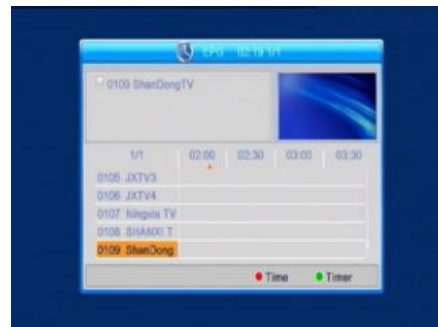 EPG 02:19 1/1
0109 ShanDongTV
1/1 02:00 02:30 03:00 03:30
0105 JXTV3
0106 JXTV4
0107 Ningxia TV
0108 SHANXI T
0109 ShanDong
Time Timer